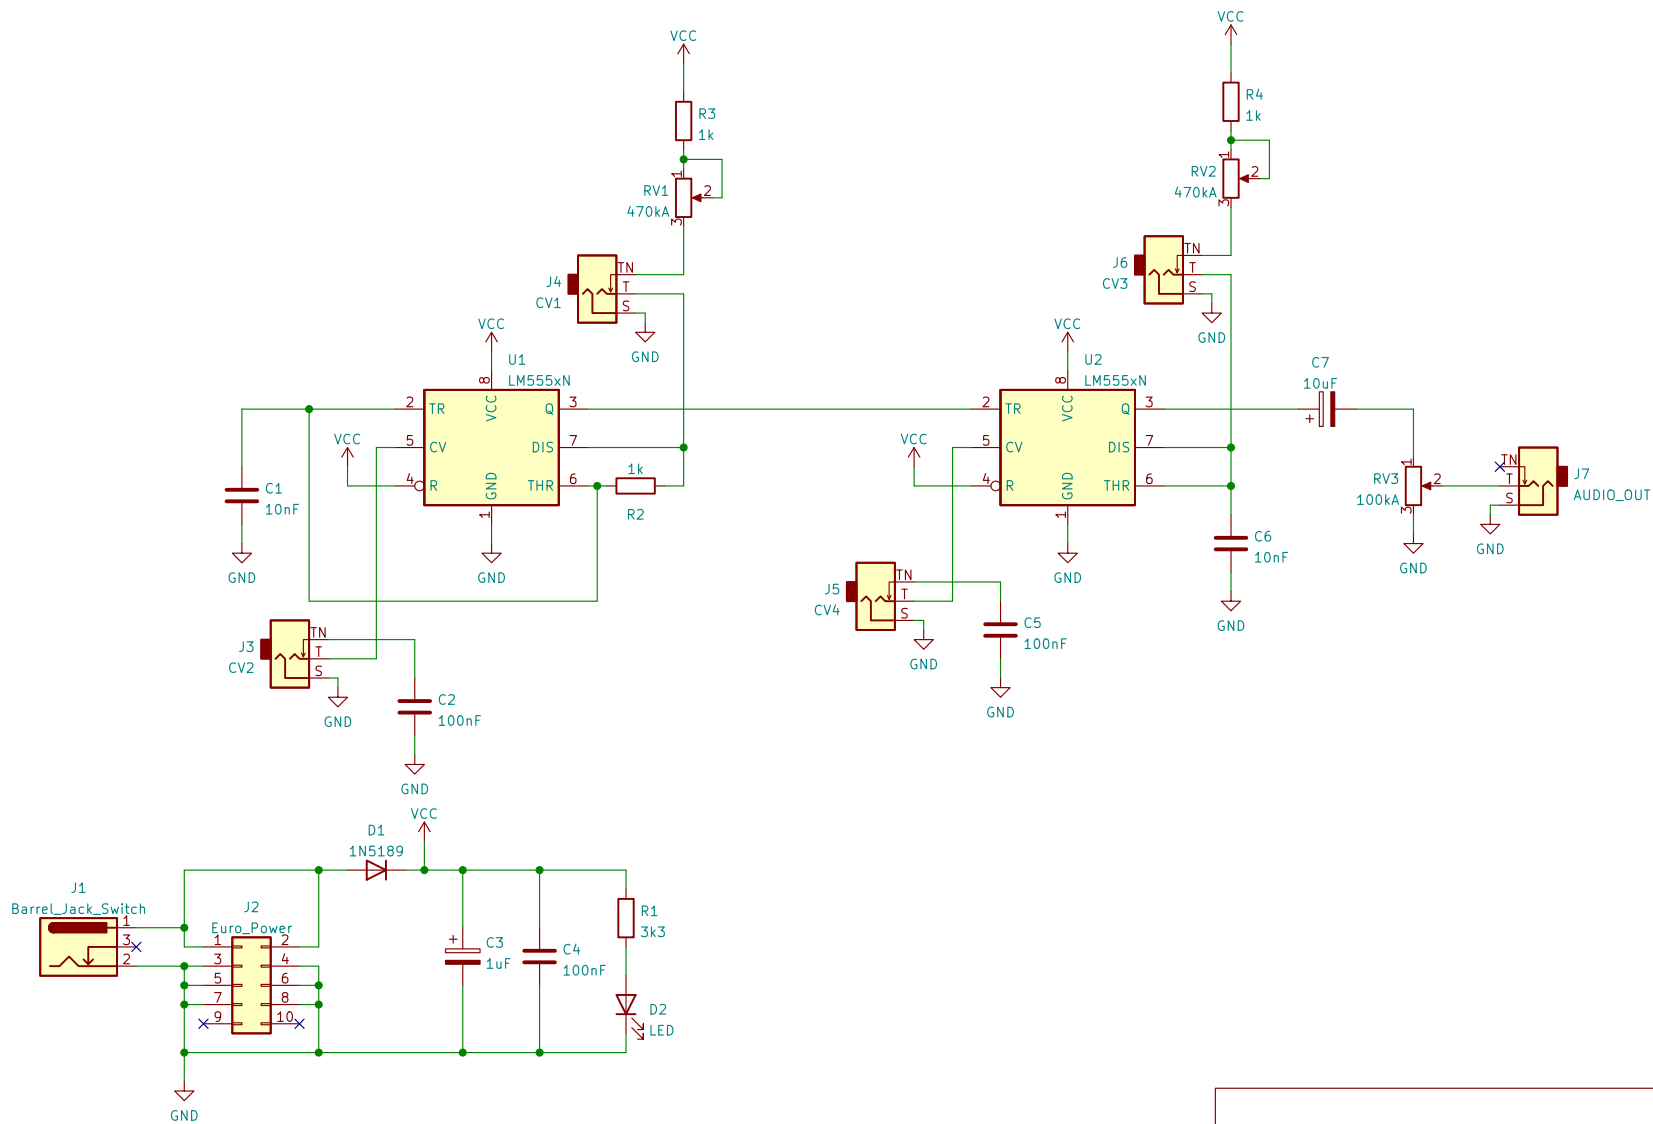 VCC
R3
1k
1
RV1
2
470kA
3
J4
CV1
TN
T
S
GND
VCC
U1
LM555xN
8
2
TR
VCC
Q
3
VCC
5
CV
DIS
7
4
R
GND
THR
6
1k
R2
1
GND
C1
10nF
GND
J3
CV2
TN
T
S
GND
C2
100nF
GND
VCC
R4
1k
1
RV2
2
470kA
3
J6
CV3
TN
T
S
GND
VCC
U2
LM555xN
8
2
TR
VCC
Q
3
VCC
5
CV
DIS
7
4
R
GND
THR
6
1
GND
C7
10uF
+
1
RV3
2
100kA
3
GND
TN
T
S
J7
AUDIO_OUT
GND
C6
10nF
GND
J5
CV4
TN
T
S
GND
C5
100nF
GND
VCC
D1
1N5189
J1
Barrel_Jack_Switch
1
3
2
J2
Euro_Power
1
2
3
4
5
6
7
8
9
10
+
C3
1uF
C4
100nF
R1
3k3
D2
LED
GND